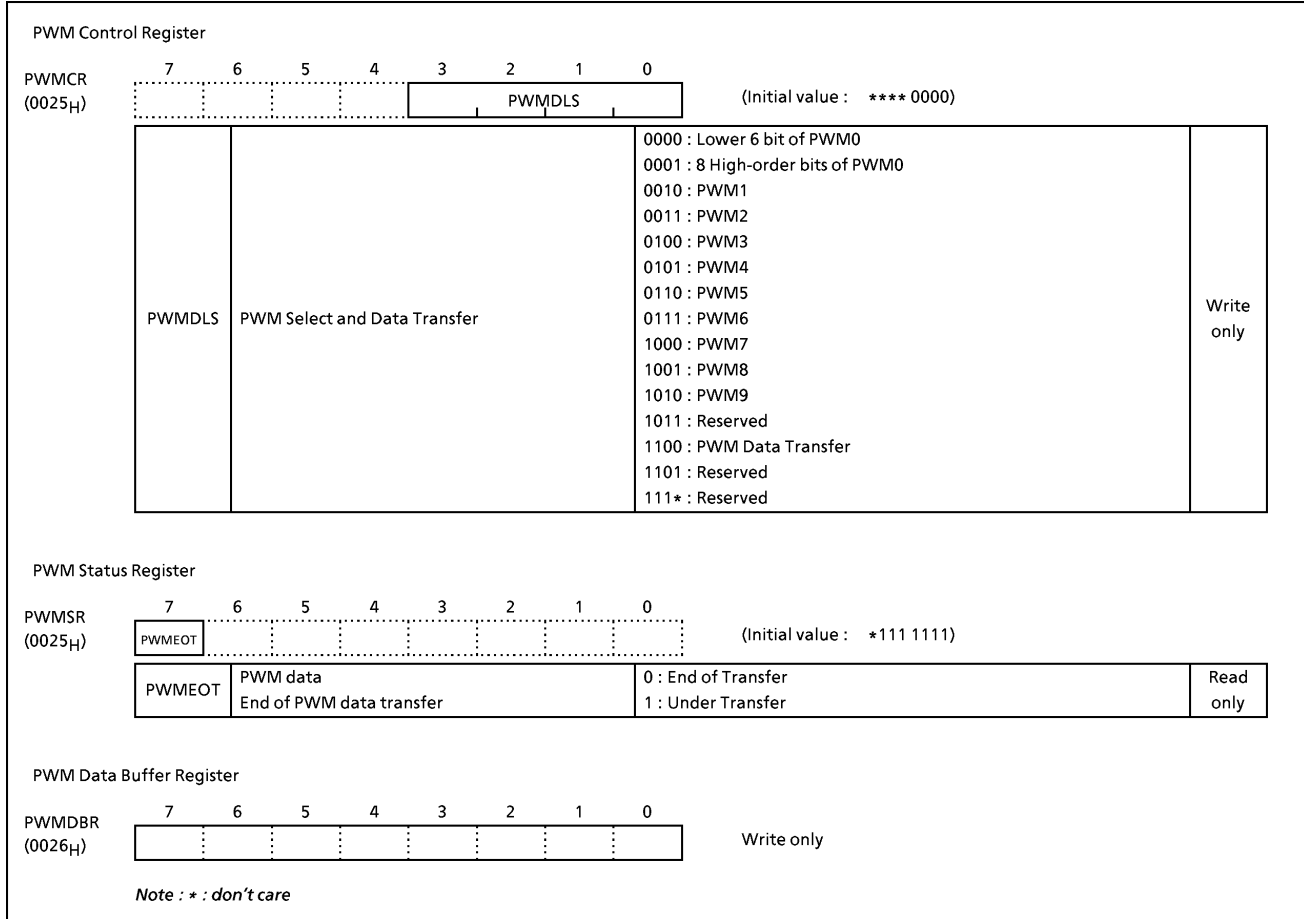 PWM Control Register
7 6 5 4 3 2 1 0
PWMCR
(0025H)
PWMDLS
(Initial value : **** 0000)
PWMDLS
PWM Select and Data Transfer
0000 : Lower 6 bit of PWM0
0001 : 8 High-order bits of PWM0
0010 : PWM1
0011 : PWM2
0100 : PWM3
0101 : PWM4
0110 : PWM5
0111 : PWM6
1000 : PWM7
1001 : PWM8
1010 : PWM9
1011 : Reserved
1100 : PWM Data Transfer
1101 : Reserved
111* : Reserved
Write
only
PWM Status Register
7 6 5 4 3 2 1 0
PWMSR
(0025H)
PWMEOT
(Initial value : *111 1111)
PWMEOT
PWM data
End of PWM data transfer
0 : End of Transfer
1 : Under Transfer
Read
only
PWM Data Buffer Register
7 6 5 4 3 2 1 0
PWMDBR
(0026H)
Write only
Note : * : don't care